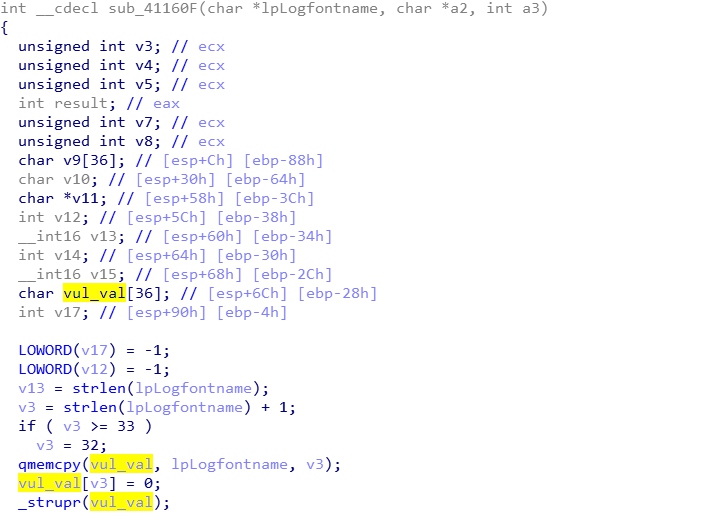 int __cdecl sub_41160F(char *lpLogfontname, char *a2, int a3)
{
  unsigned int v3; // ecx
  unsigned int v4; // ecx
  unsigned int v5; // ecx
  int result; // eax
  unsigned int v7; // ecx
  unsigned int v8; // ecx
  char v9[36]; // [esp+Ch] [ebp-88h]
  char v10; // [esp+30h] [ebp-64h]
  char *v11; // [esp+58h] [ebp-3Ch]
  int v12; // [esp+5Ch] [ebp-38h]
  __int16 v13; // [esp+60h] [ebp-34h]
  int v14; // [esp+64h] [ebp-30h]
  __int16 v15; // [esp+68h] [ebp-2Ch]
  char vul_val[36]; // [esp+6Ch] [ebp-28h]
  int v17; // [esp+90h] [ebp-4h]

  LOWORD(v17) = -1;
  LOWORD(v12) = -1;
  v13 = strlen(lpLogfontname);
  v3 = strlen(lpLogfontname) + 1;
  if ( v3 >= 33 )
    v3 = 32;
  qmemcpy(vul_val, lpLogfontname, v3);
  vul_val[v3] = 0;
  _strupr(vul_val);